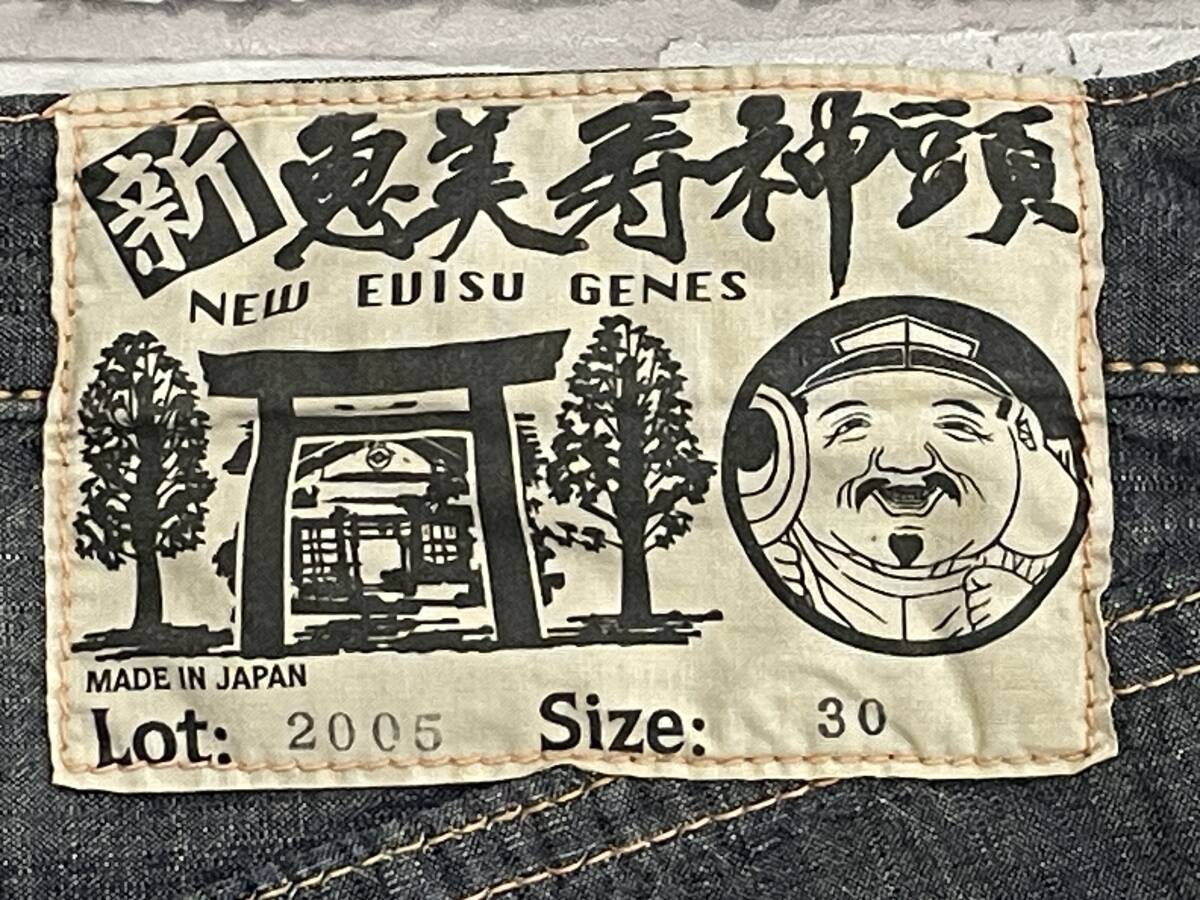 新 恵美寿神頭
NEW EVISU GENES
MADE IN JAPAN
Lot: 2005 Size: 30